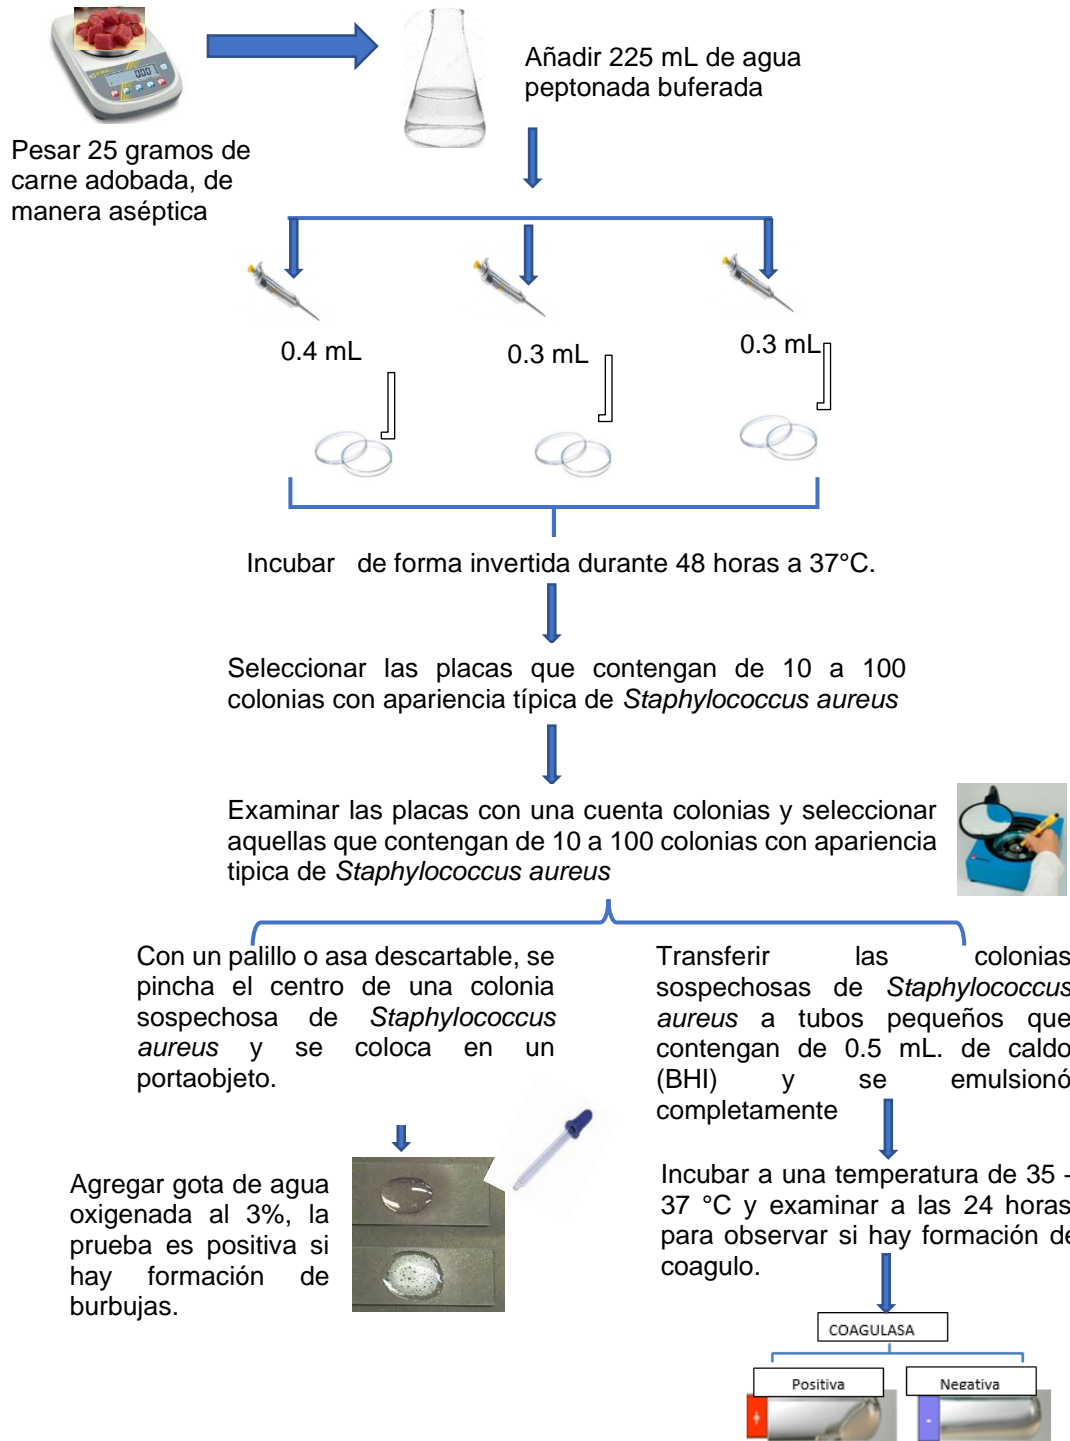 Añadir 225 mL de agua
peptonada buferada
Pesar 25 gramos de
carne adobada, de
manera aséptica
0.4 mL
0.3 mL
0.3 mL
Incubar de forma invertida durante 48 horas a 37°C.
Seleccionar las placas que contengan de 10 a 100
colonias con apariencia típica de Staphylococcus aureus
Examinar las placas con una cuenta colonias y seleccionar
aquellas que contengan de 10 a 100 colonias con apariencia
tipica de Staphylococcus aureus
Con un palillo o asa descartable, se
pincha el centro de una colonia
sospechosa de Staphylococcus
aureus y se coloca en un
portaobjeto.
Agregar gota de agua
oxigenada al 3%, la
prueba es positiva si
hay formación de
burbujas.
Transferir las colonias
sospechosas de Staphylococcus
aureus a tubos pequeños que
contengan de 0.5 mL. de caldo
(BHI) y se emulsionó
completamente
Incubar a una temperatura de 35 -
37 °C y examinar a las 24 horas
para observar si hay formación de
coagulo.
COAGULASA
Positiva
Negativa
+
-